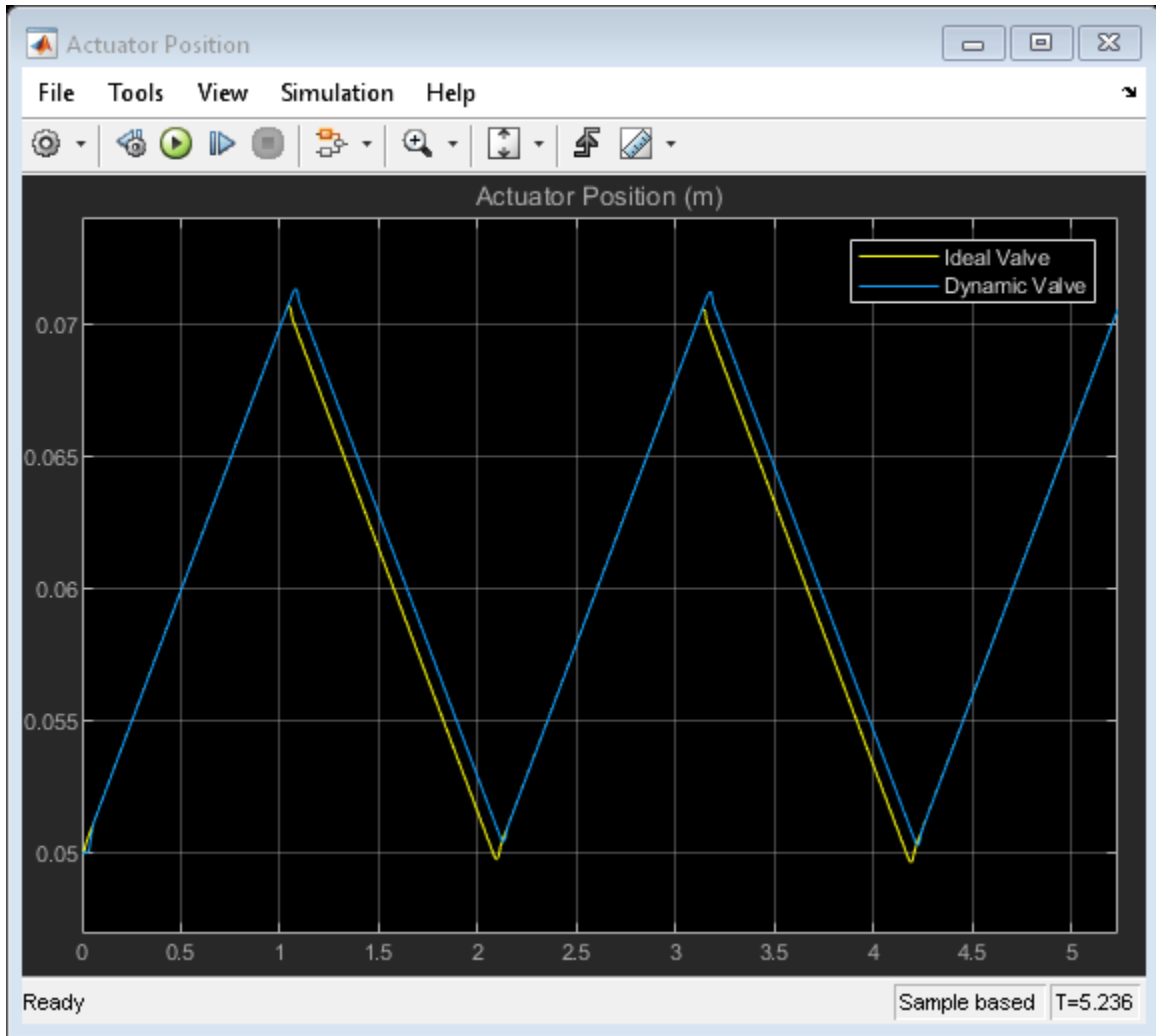 Actuator Position
File Tools View Simulation Help
Actuator Position (m)
Ideal Valve
Dynamic Valve
0.07
0.065
0.06
0.055
0.05
0 0.5 1 1.5 2 2.5 3 3.5 4 4.5 5
Ready Sample based T=5.236